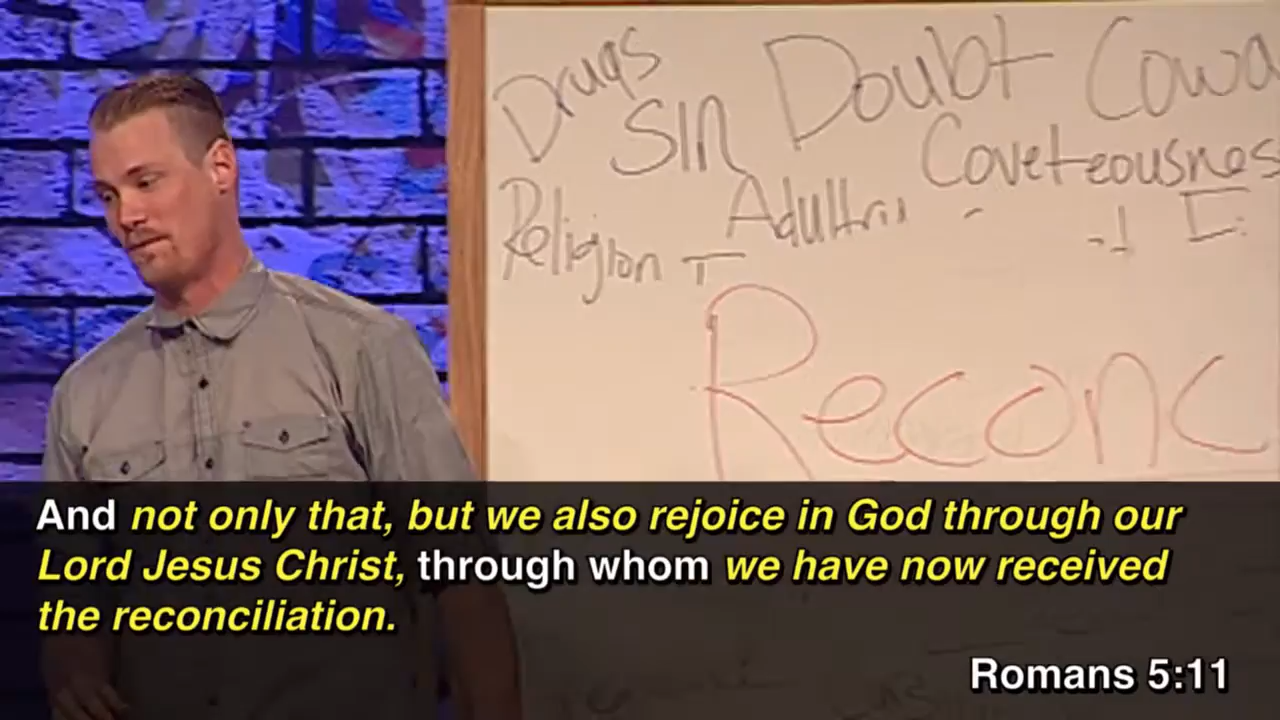 Drugs
Sin
Doubt
Cowa
Coveteousnes
Religion
Reconc
And not only that, but we also rejoice in God through our
Lord Jesus Christ, through whom we have now received
the reconciliation.
Romans 5:11